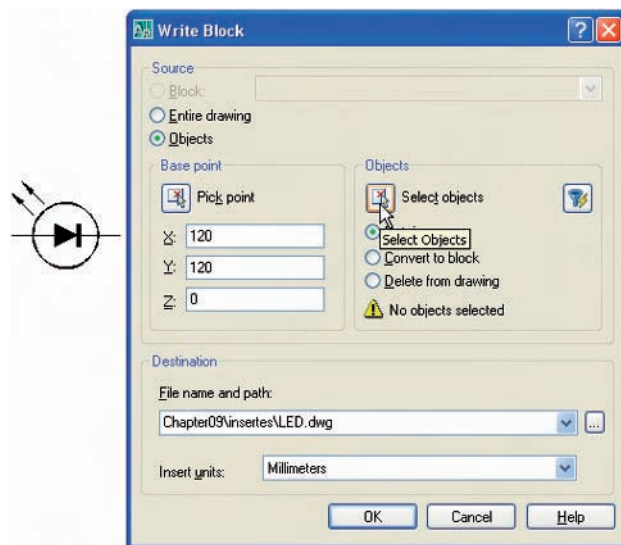 Write Block
Source
Block:
Entire drawing
Objects
Base point
Pick point
X: 120
Y: 120
Z: 0
Objects
Select objects
Select Objects
Convert to block
Delete from drawing
No objects selected
Destination
File name and path:
Chapter09\insertes\LED.dwg
...
Insert units: Millimeters
OK Cancel Help